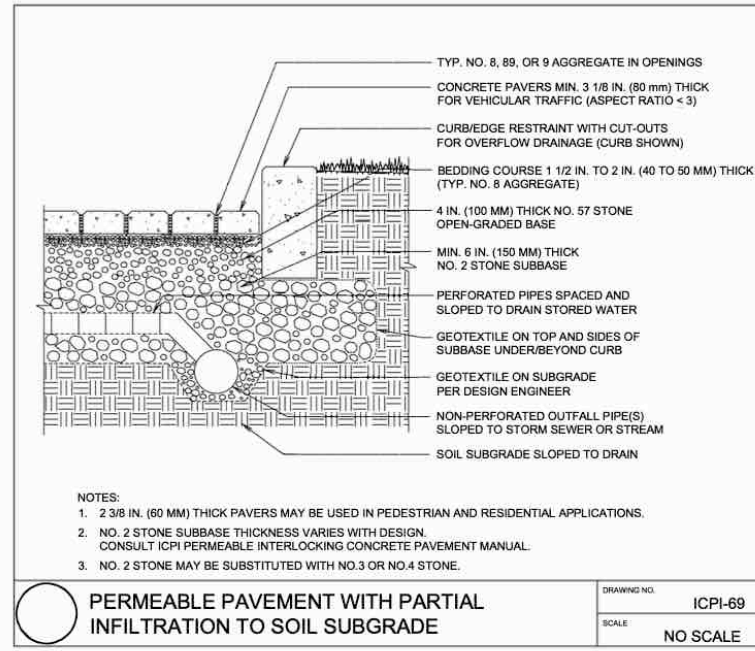 TYP. NO. 8, 89, OR 9 AGGREGATE IN OPENINGS
CONCRETE PAVERS MIN. 3 1/8 IN. (80 mm) THICK
FOR VEHICULAR TRAFFIC (ASPECT RATIO < 3)
CURB/EDGE RESTRAINT WITH CUT-OUTS
FOR OVERFLOW DRAINAGE (CURB SHOWN)
BEDDING COURSE 1 1/2 IN. TO 2 IN. (40 TO 50 MM) THICK
(TYP. NO. 8 AGGREGATE)
4 IN. (100 MM) THICK NO. 57 STONE
OPEN-GRADED BASE
MIN. 6 IN. (150 MM) THICK
NO. 2 STONE SUBBASE
PERFORATED PIPES SPACED AND
SLOPED TO DRAIN STORED WATER
GEOTEXTILE ON TOP AND SIDES OF
SUBBASE UNDER/BEYOND CURB
GEOTEXTILE ON SUBGRADE
PER DESIGN ENGINEER
NON-PERFORATED OUTFALL PIPE(S)
SLOPED TO STORM SEWER OR STREAM
SOIL SUBGRADE SLOPED TO DRAIN
NOTES:
1. 2 3/8 IN. (60 MM) THICK PAVERS MAY BE USED IN PEDESTRIAN AND RESIDENTIAL APPLICATIONS.
2. NO. 2 STONE SUBBASE THICKNESS VARIES WITH DESIGN.
CONSULT ICPI PERMEABLE INTERLOCKING CONCRETE PAVEMENT MANUAL.
3. NO. 2 STONE MAY BE SUBSTITUTED WITH NO.3 OR NO.4 STONE.
PERMEABLE PAVEMENT WITH PARTIAL
INFILTRATION TO SOIL SUBGRADE
DRAWING NO.
ICPI-69
SCALE
NO SCALE